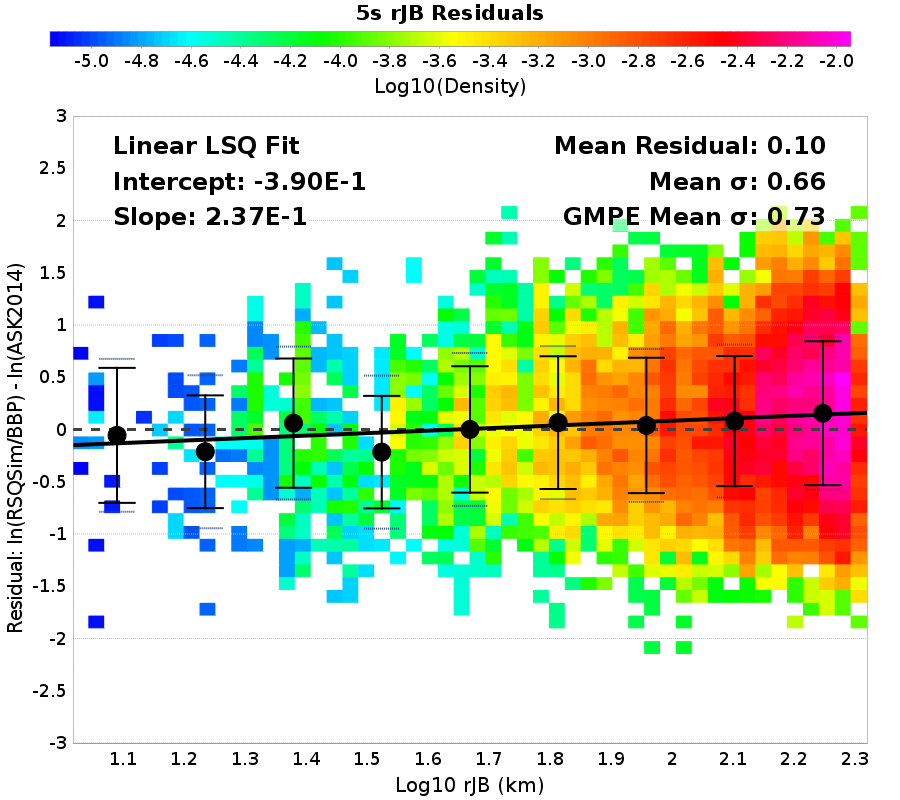 5s rJB Residuals
-5.0 -4.8 -4.6 -4.4 -4.2 -4.0 -3.8 -3.6 -3.4 -3.2 -3.0 -2.8 -2.6 -2.4 -2.2 -2.0
Log10(Density)
Linear LSQ Fit
Intercept: -3.90E-1
Slope: 2.37E-1
Mean Residual: 0.10
Mean σ: 0.66
GMPE Mean σ: 0.73
Residual: ln(RSQSim/BBP) - ln(ASK2014)
3
2.5
2
1.5
1
0.5
0
-0.5
-1
-1.5
-2
-2.5
-3
1.1 1.2 1.3 1.4 1.5 1.6 1.7 1.8 1.9 2 2.1 2.2 2.3
Log10 rJB (km)